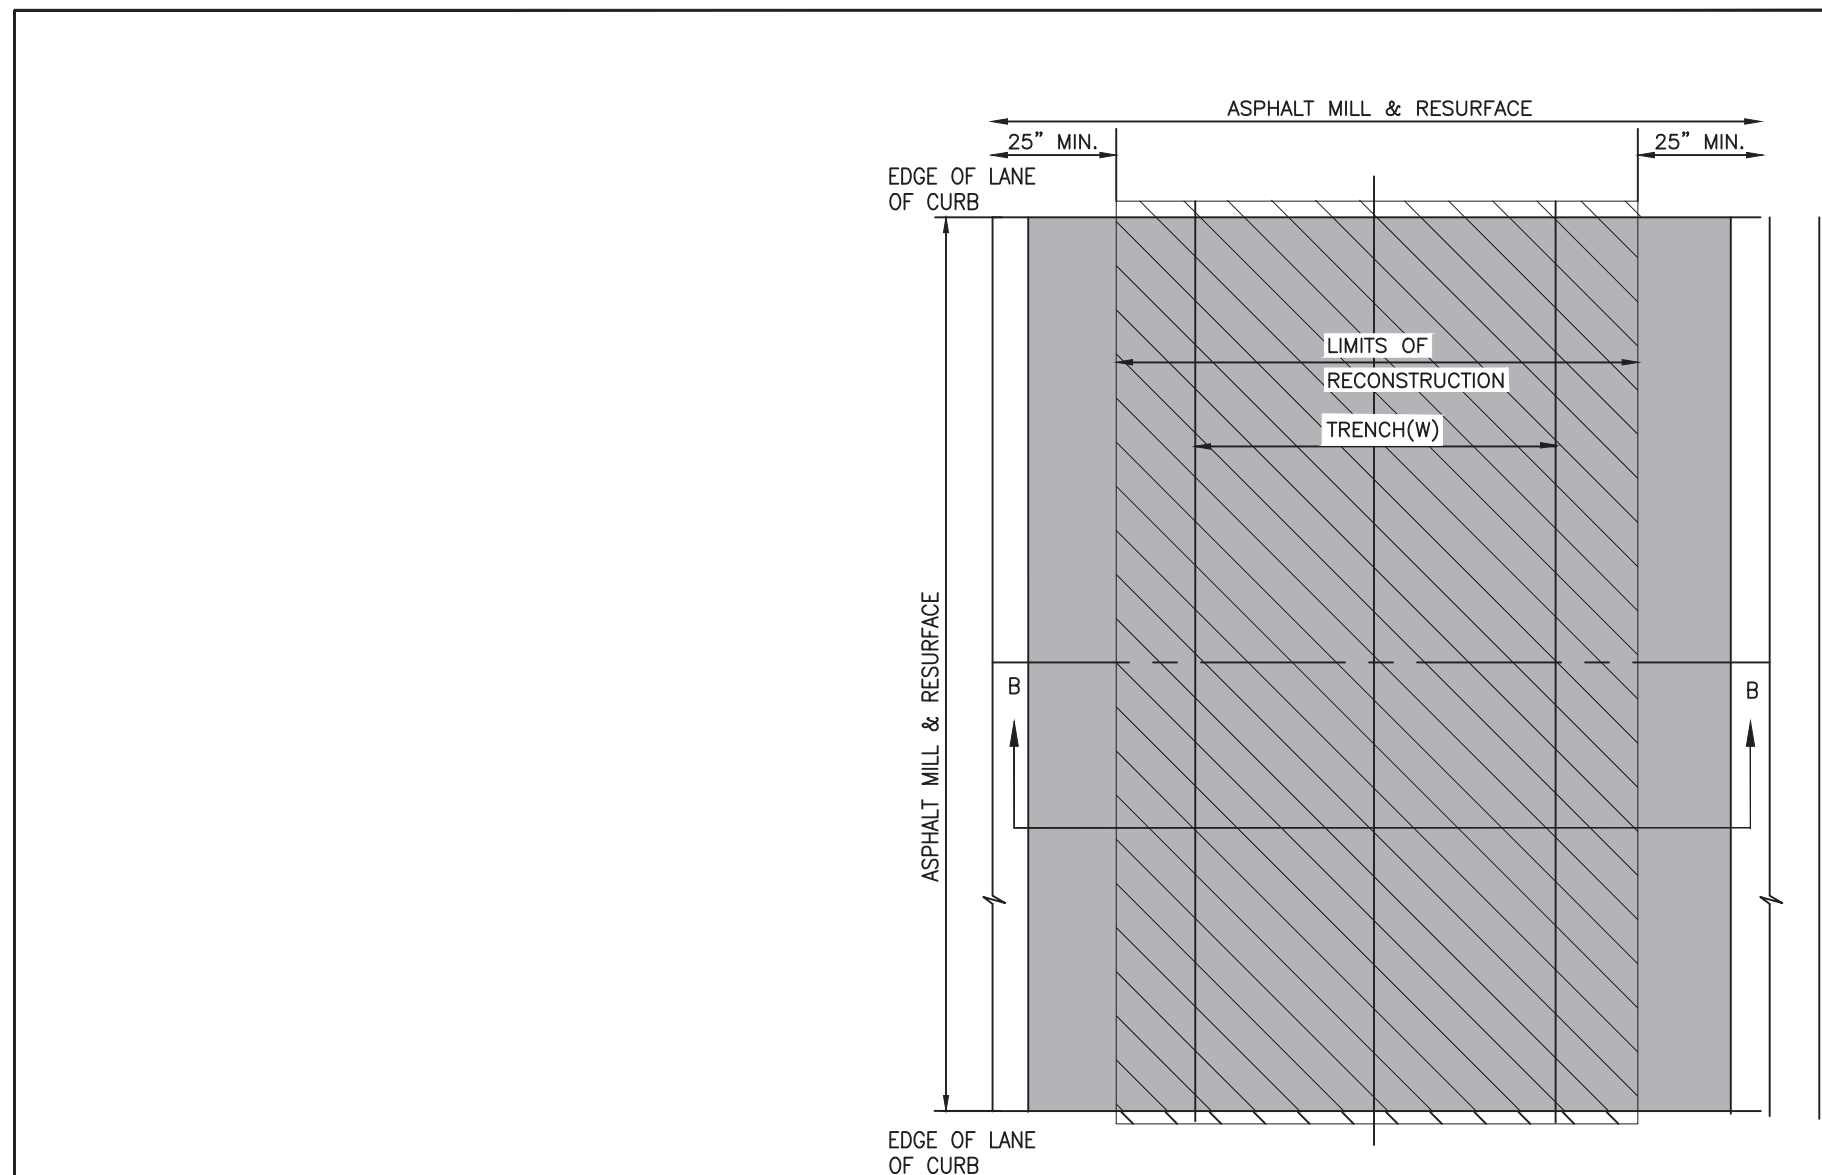 ASPHALT MILL & RESURFACE
25” MIN.
25” MIN.
EDGE OF LANE
OF CURB
LIMITS OF
RECONSTRUCTION
TRENCH(W)
ASPHALT MILL & RESURFACE
B
B
EDGE OF LANE
OF CURB